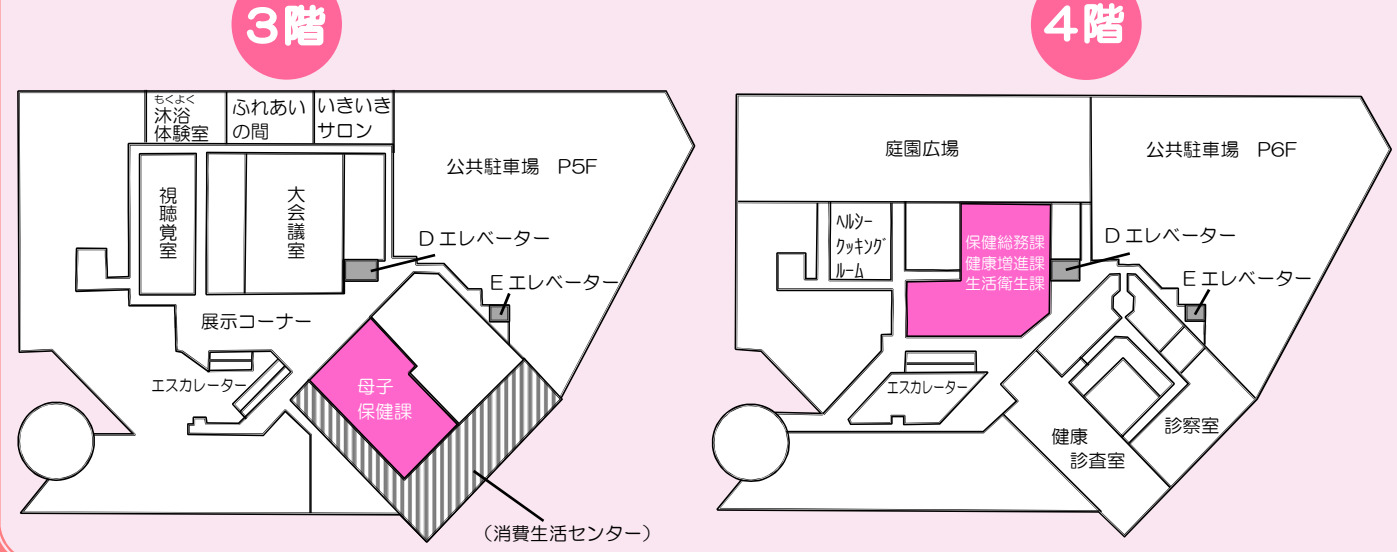 3階
もくよく
沐浴
体験室
ふれあい
の間
いきいき
サロン
公共駐車場 P5F
視聴覚室
大会議室
Dエレベーター
Eエレベーター
展示コーナー
エスカレーター
母子
保健課
（消費生活センター）
4階
庭園広場
公共駐車場 P6F
ﾍﾙｼｰ
ｸｯｷﾝｸﾞ
ﾙｰﾑ
保健総務課
健康増進課
生活衛生課
Dエレベーター
Eエレベーター
エスカレーター
健康
診査室
診察室